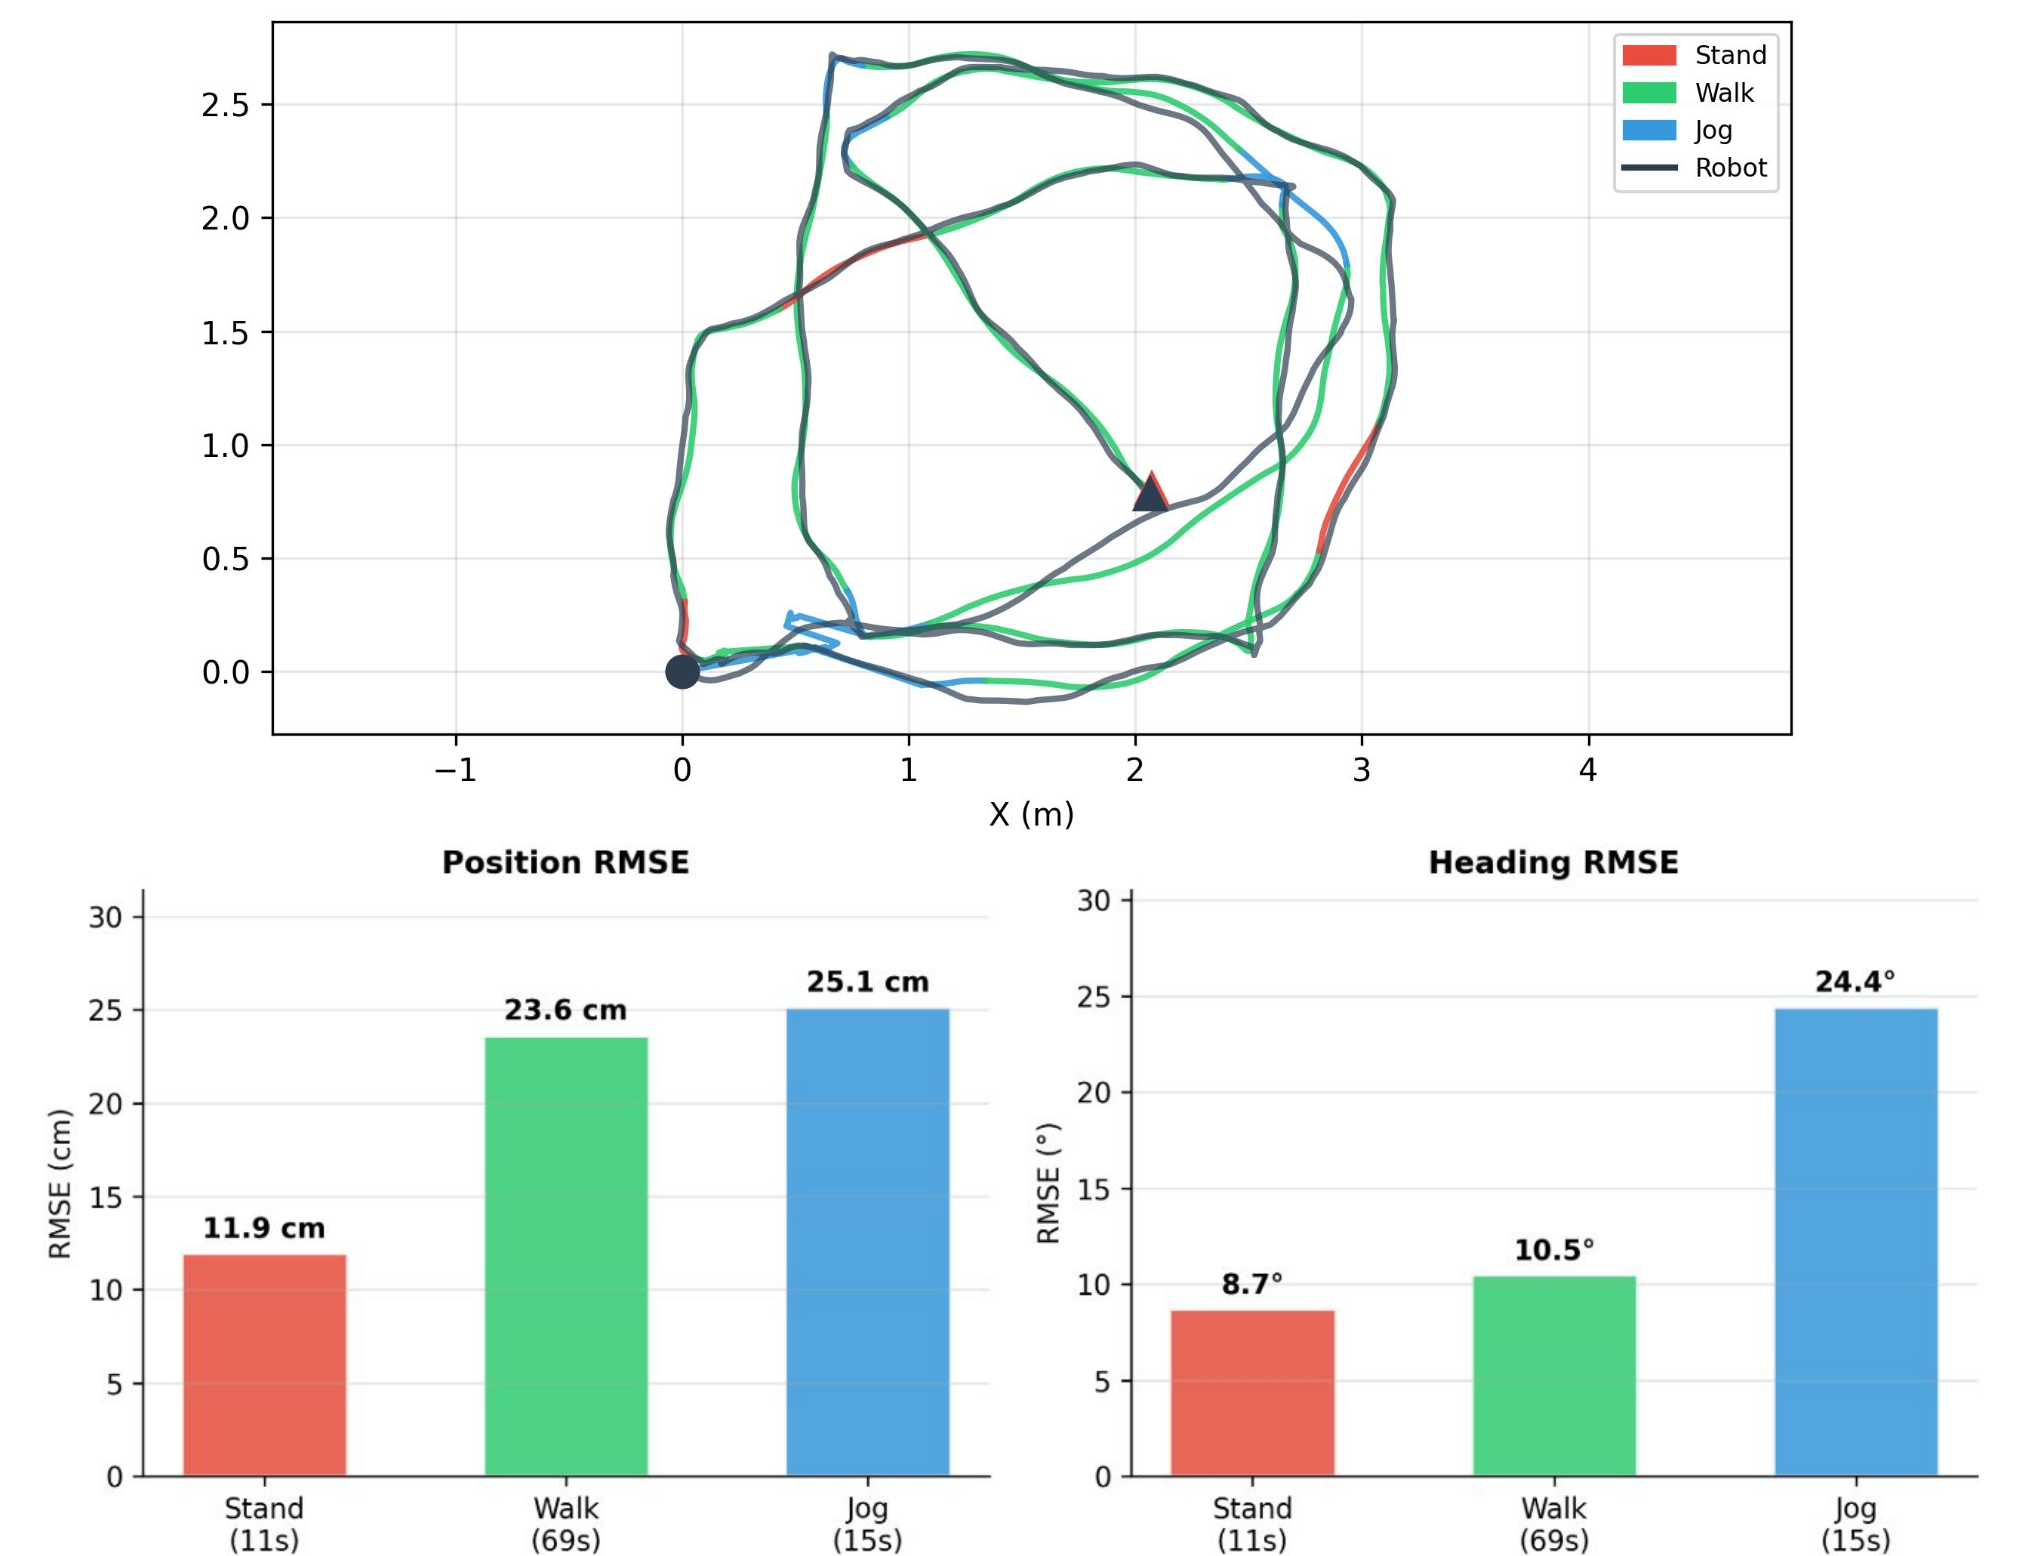 Stand
Walk
Jog
Robot
2.5
2.0
1.5
1.0
0.5
0.0
−1 0 1 2 3 4
X (m)
Position RMSE
30
25
20
15
10
5
0
RMSE (cm)
11.9 cm
23.6 cm
25.1 cm
Stand Walk Jog
(11s) (69s) (15s)
Heading RMSE
30
25
20
15
10
5
0
RMSE (°)
8.7°
10.5°
24.4°
Stand Walk Jog
(11s) (69s) (15s)